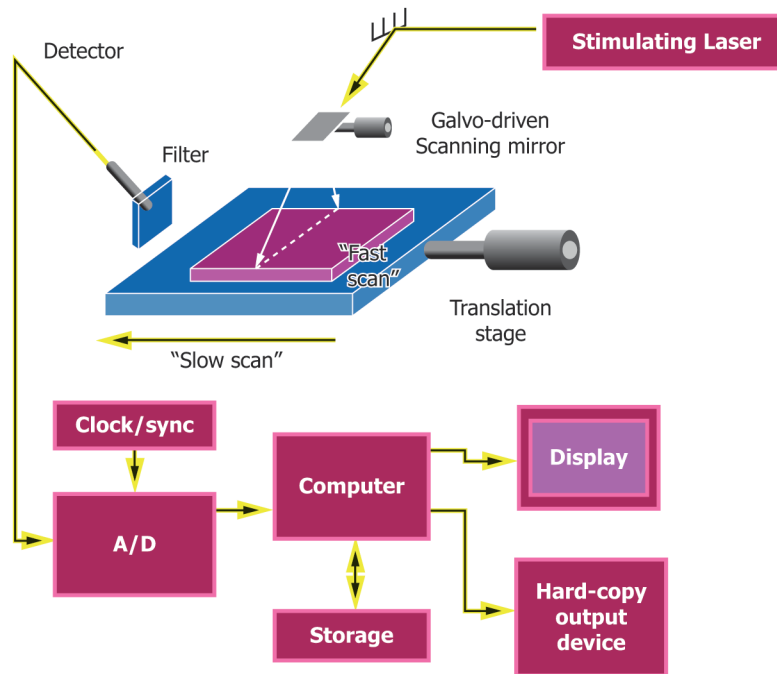 Stimulating Laser
Detector
Galvo-driven
Scanning mirror
Filter
“Fast
scan”
Translation
stage
“Slow scan”
Clock/sync
Computer
Display
A/D
Storage
Hard-copy
output
device